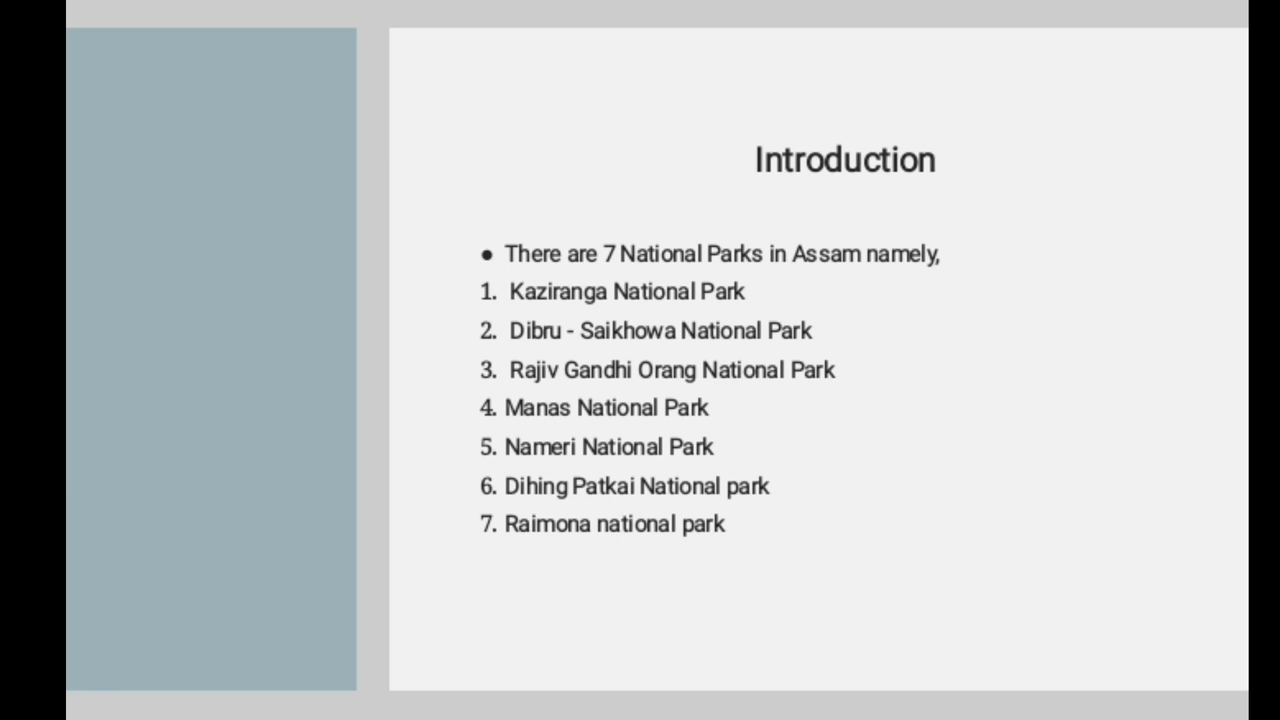 Introduction
● There are 7 National Parks in Assam namely,
1. Kaziranga National Park
2. Dibru - Saikhowa National Park
3. Rajiv Gandhi Orang National Park
4. Manas National Park
5. Nameri National Park
6. Dihing Patkai National park
7. Raimona national park